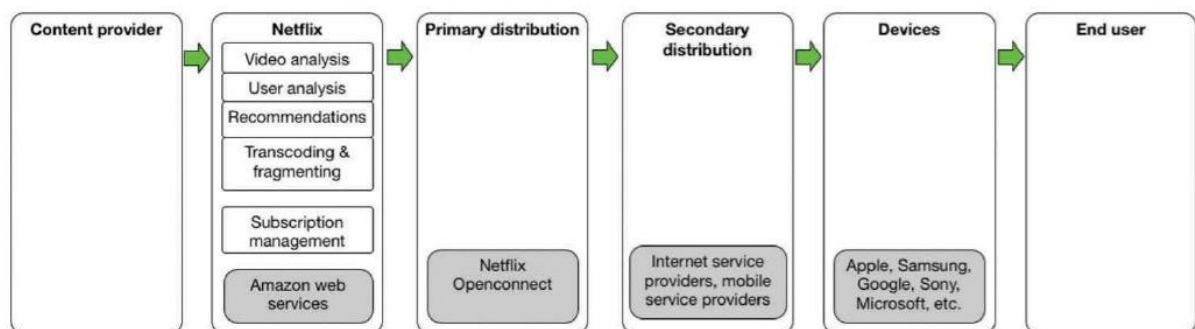 Content provider
Netflix
Video analysis
User analysis
Recommendations
Transcoding &
fragmenting
Subscription
management
Amazon web
services
Primary distribution
Netflix
Openconnect
Secondary
distribution
Internet service
providers, mobile
service providers
Devices
Apple, Samsung,
Google, Sony,
Microsoft, etc.
End user